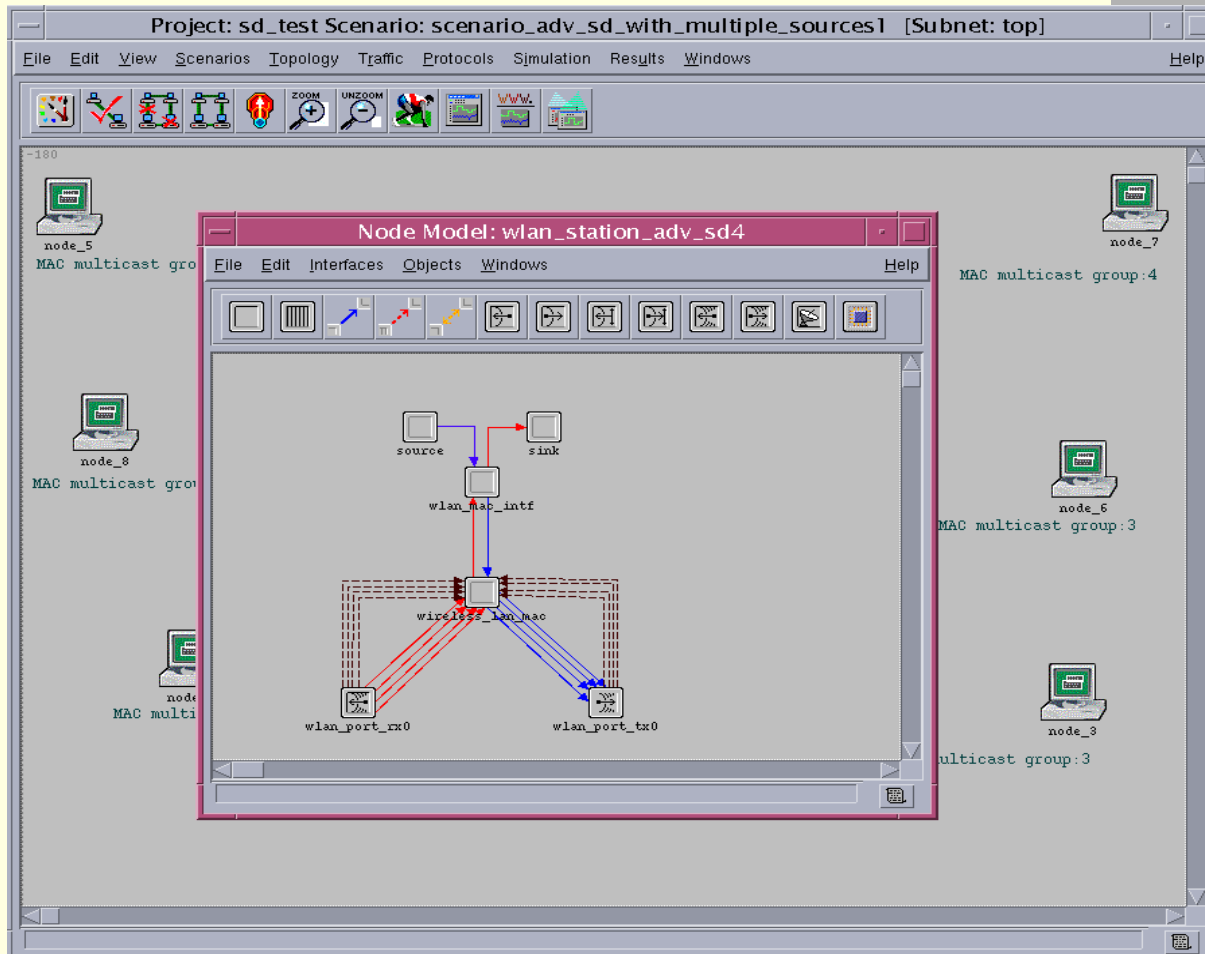 Project: sd_test Scenario: scenario_adv_sd_with_multiple_sources1 [Subnet: top]
File Edit View Scenarios Topology Traffic Protocols Simulation Results Windows Help
ZOOM UNZOOM WWW.
-180
node_5
MAC multicast gro
node_7
MAC multicast group:4
Node Model: wlan_station_adv_sd4
File Edit Interfaces Objects Windows Help
source sink
wlan_mac_intf
wireless_lan_mac
wlan_port_rx0 wlan_port_tx0
node_8
MAC multicast grou
node_6
MAC multicast group:3
node
MAC multi
node_3
ulticast group:3